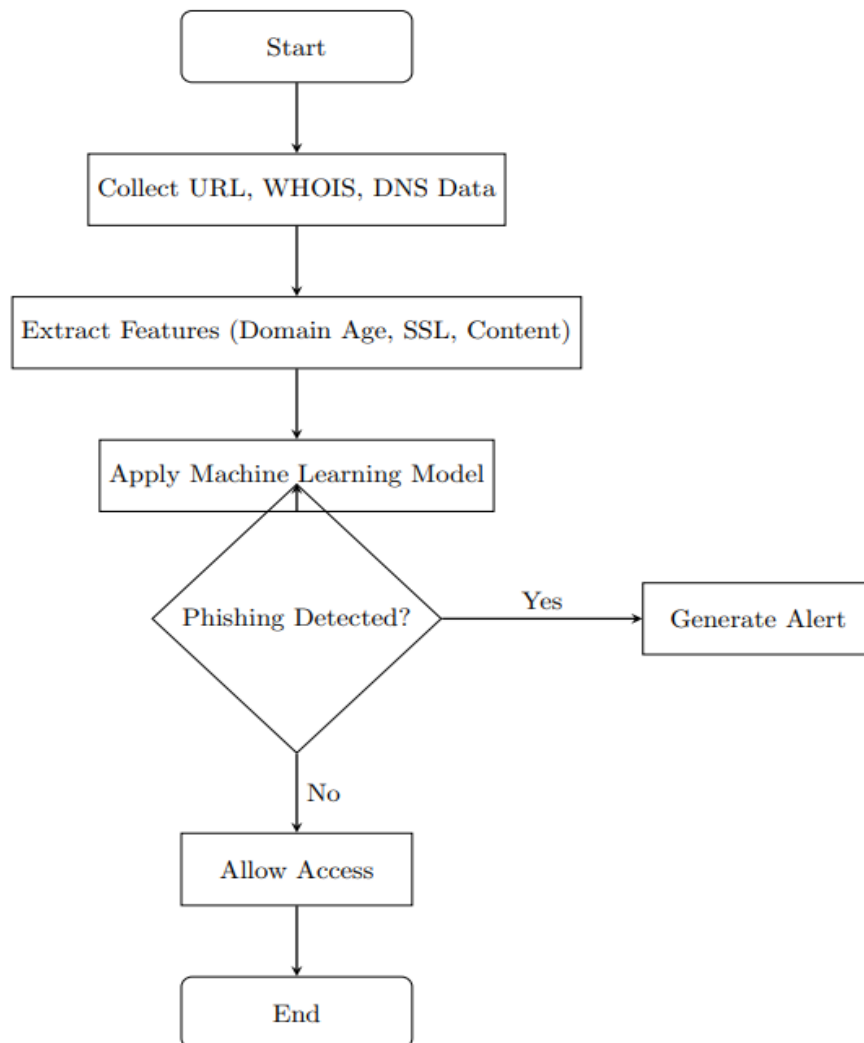 Start
Collect URL, WHOIS, DNS Data
Extract Features (Domain Age, SSL, Content)
Apply Machine Learning Model
Phishing Detected?
Yes
Generate Alert
No
Allow Access
End